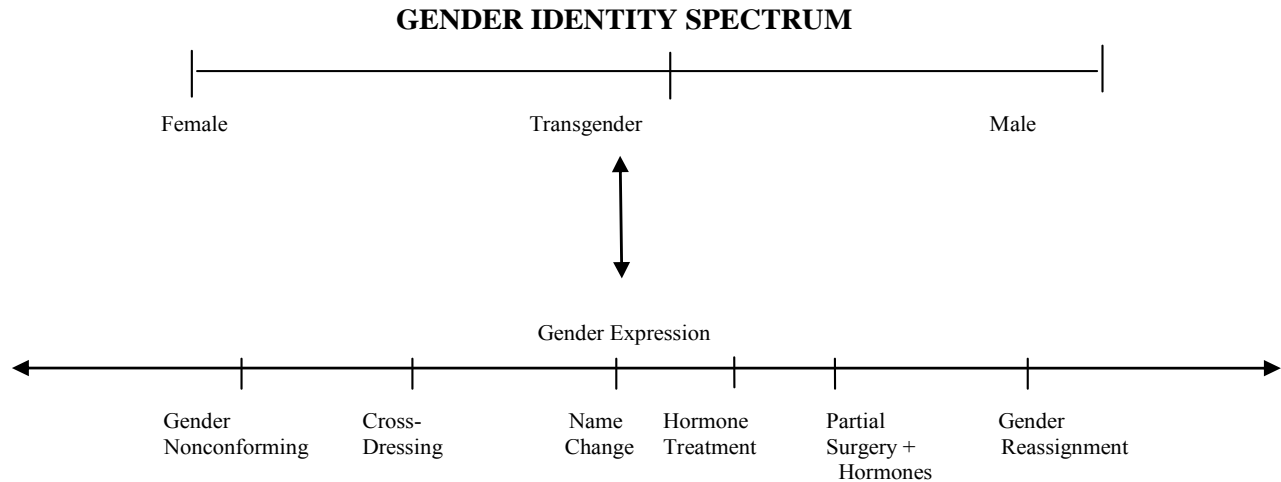 GENDER IDENTITY SPECTRUM
Female Transgender Male
Gender Expression
Gender Cross- Name Hormone Partial Gender
Nonconforming Dressing Change Treatment Surgery + Reassignment
Hormones